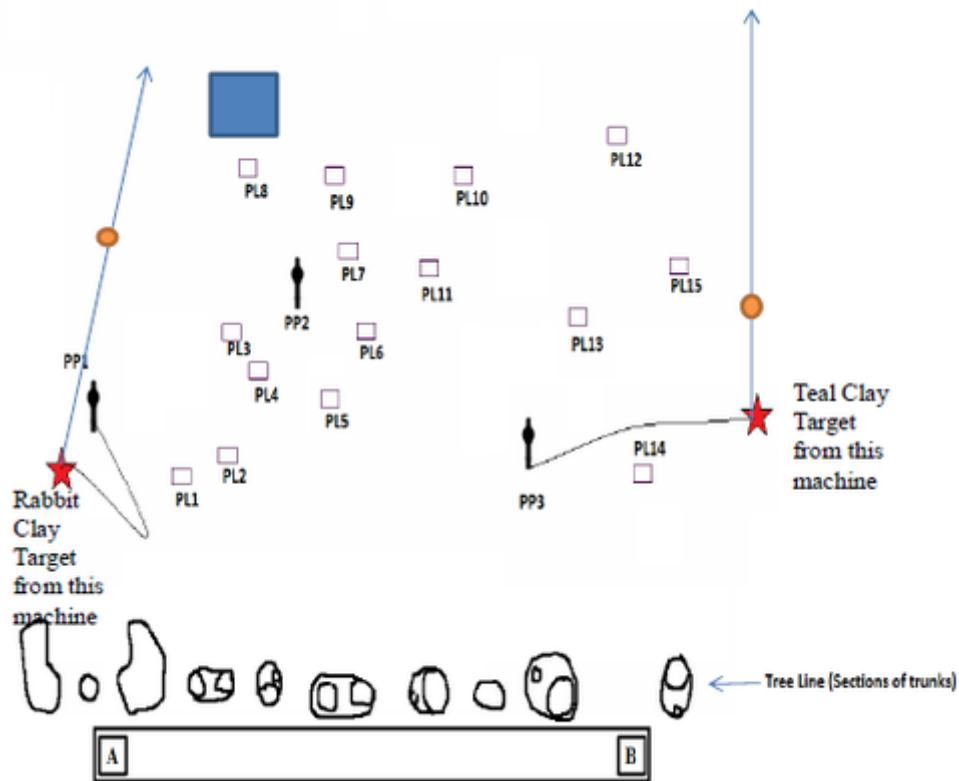 PL12
PL8
PL9
PL10
PL7
PL11
PL15
PP2
PL3
PL6
PL13
PP1
PL4
PL5
Teal Clay
Target
from this
machine
PL14
PL2
PL1
PP3
Rabbit
Clay
Target
from this
machine
Tree Line (Sections of trunks)
A
B